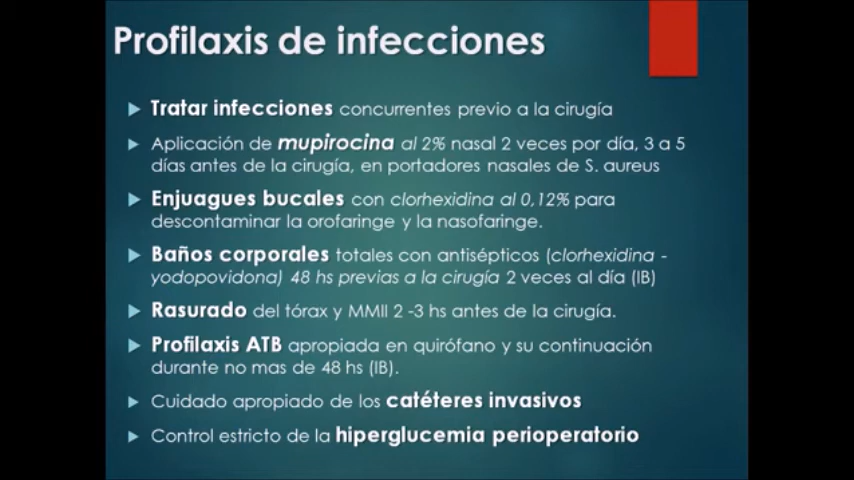 Profilaxis de infecciones
Tratar infecciones concurrentes previo a la cirugía
Aplicación de mupirocina al 2% nasal 2 veces por día, 3 a 5
días antes de la cirugía, en portadores nasales de S. aureus
Enjuagues bucales con clorhexidina al 0,12% para
descontaminar la orofaringe y la nasofaringe.
Baños corporales totales con antisépticos (clorhexidina -
yodopovidona) 48 hs previas a la cirugía 2 veces al día (IB)
Rasurado del tórax y MMII 2 -3 hs antes de la cirugía.
Profilaxis ATB apropiada en quirófano y su continuación
durante no mas de 48 hs (IB).
Cuidado apropiado de los catéteres invasivos
Control estricto de la hiperglucemia perioperatorio